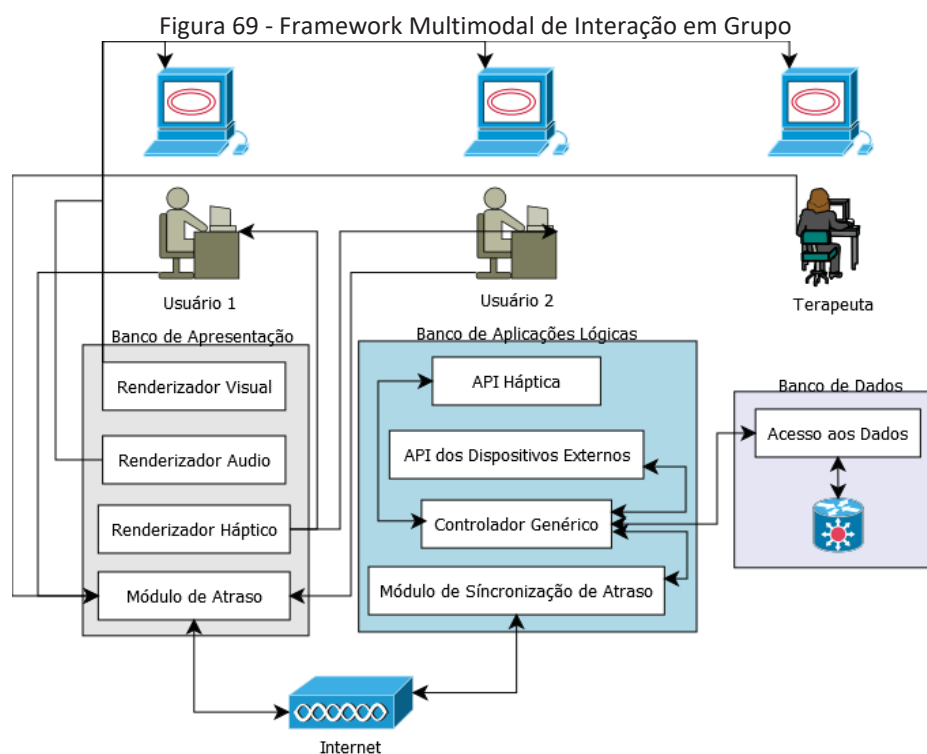 Figura 69 - Framework Multimodal de Interação em Grupo
Usuário 1
Usuário 2
Terapeuta
Banco de Apresentação
Renderizador Visual
Renderizador Audio
Renderizador Háptico
Módulo de Atraso
Banco de Aplicações Lógicas
API Háptica
API dos Dispositivos Externos
Controlador Genérico
Módulo de Síncronização de Atraso
Banco de Dados
Acesso aos Dados
Internet